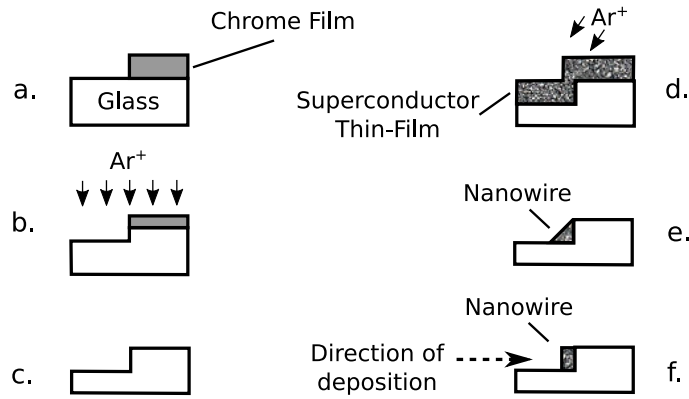 Chrome Film
a.
Glass
Ar+
b.
c.
Ar+
d.
Superconductor
Thin-Film
Nanowire
e.
Nanowire
Direction of
deposition
f.